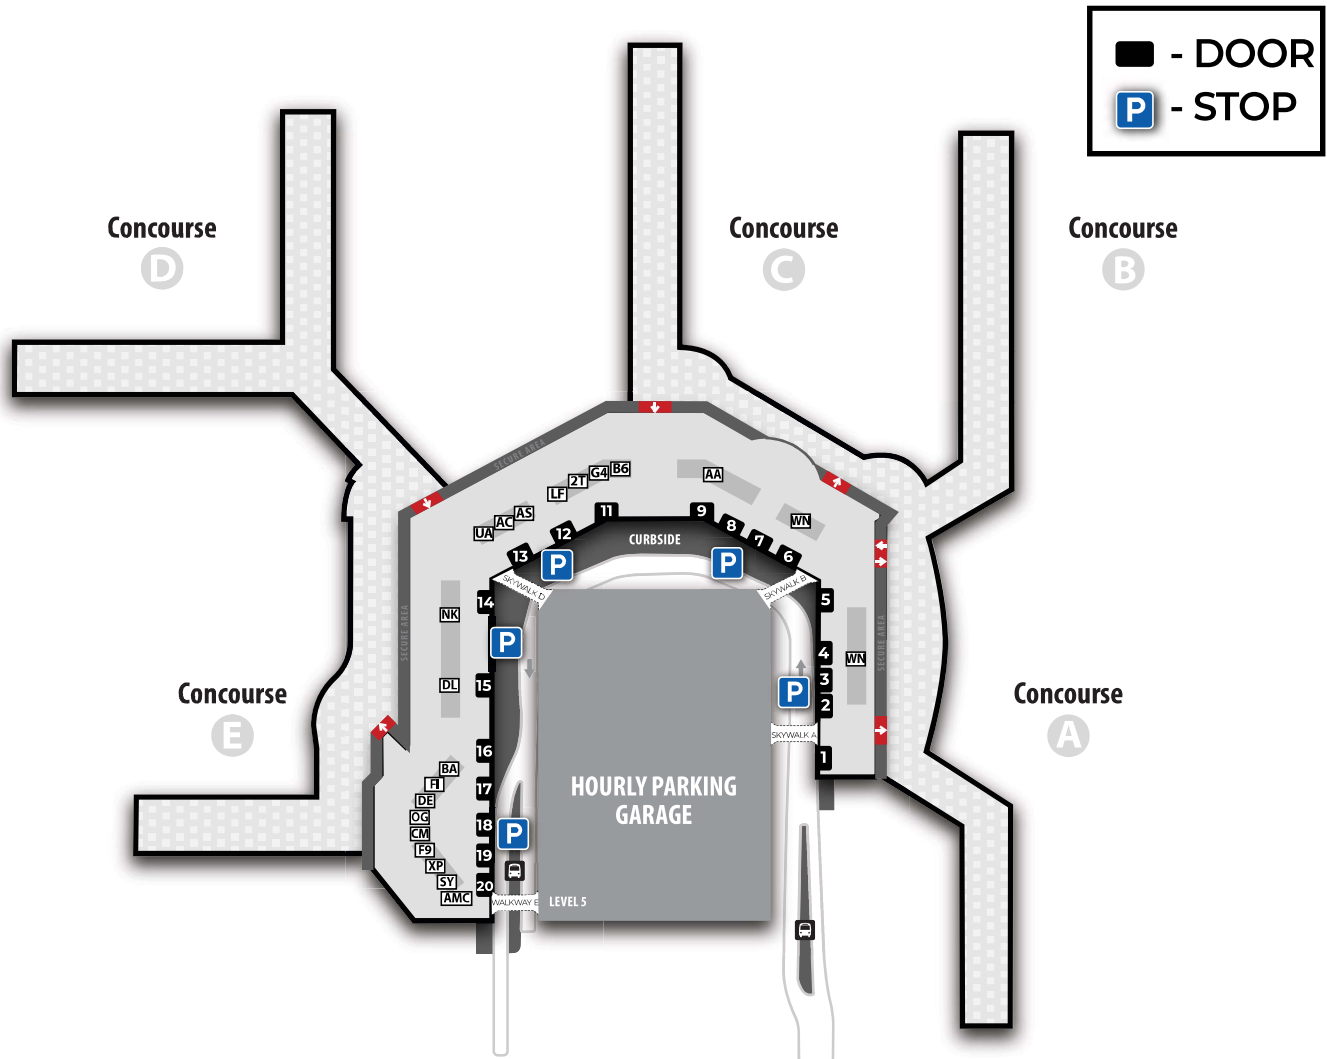 - DOOR
P - STOP
Concourse
D
Concourse
C
Concourse
B
SECURE AREA
B6
G4
2T
LF
AS
AC
UA
AA
WN
11
9
12
8
13
7
6
CURBSIDE
P
P
SKYWALK D
SKYWALK B
14
5
NK
SECURE AREA
P
4
WN
SECURE AREA
DL
15
3
P
2
Concourse
E
Concourse
A
SKYWALK A
16
1
BA
FI
17
DE
OG
18
CM
P
F9
19
XP
SY
20
AMC
HOURLY PARKING
GARAGE
WALKWAY E
LEVEL 5